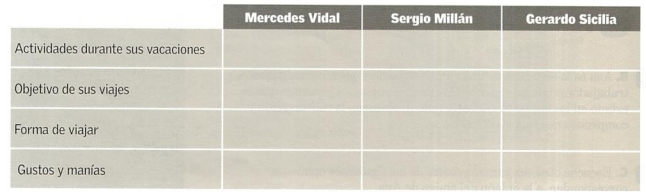 Mercedes Vidal Sergio Millán Gerardo Sicilia
Actividades durante sus vacaciones
Objetivo de sus viajes
Forma de viajar
Gustos y manías